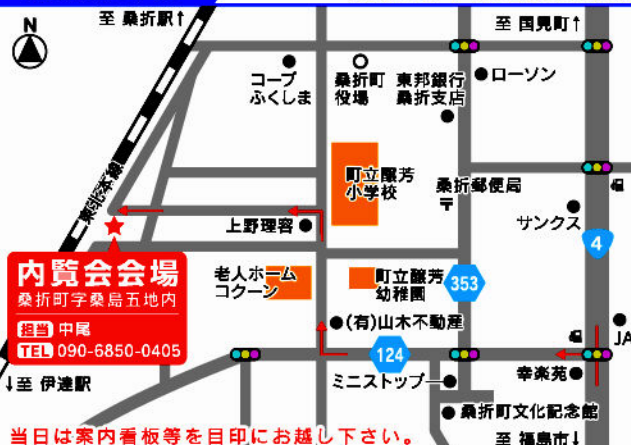 至 桑折駅↑
至 国見町↑
N
コープ
ふくしま
桑折町
役場
東邦銀行
桑折支店
ローソン
東北本線
町立醸芳
小学校
桑折郵便局
〒
サンクス
上野理容
4
内覧会会場
桑折町字桑島五地内
担当 中尾
TEL 090-6850-0405
老人ホーム
コクーン
町立醸芳
幼稚園
353
(有)山木不動産
JA
124
↓至 伊達駅
ミニストップ
幸楽苑
桑折町文化記念館
当日は案内看板等を目印にお越し下さい。
至 福島市↓